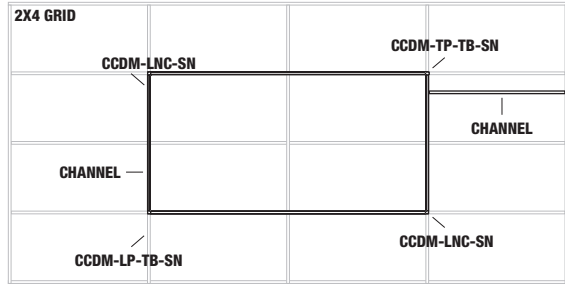 2X4 GRID
CCDM-TP-TB-SN
CCDM-LNC-SN
CHANNEL
CHANNEL
CCDM-LNC-SN
CCDM-LP-TB-SN